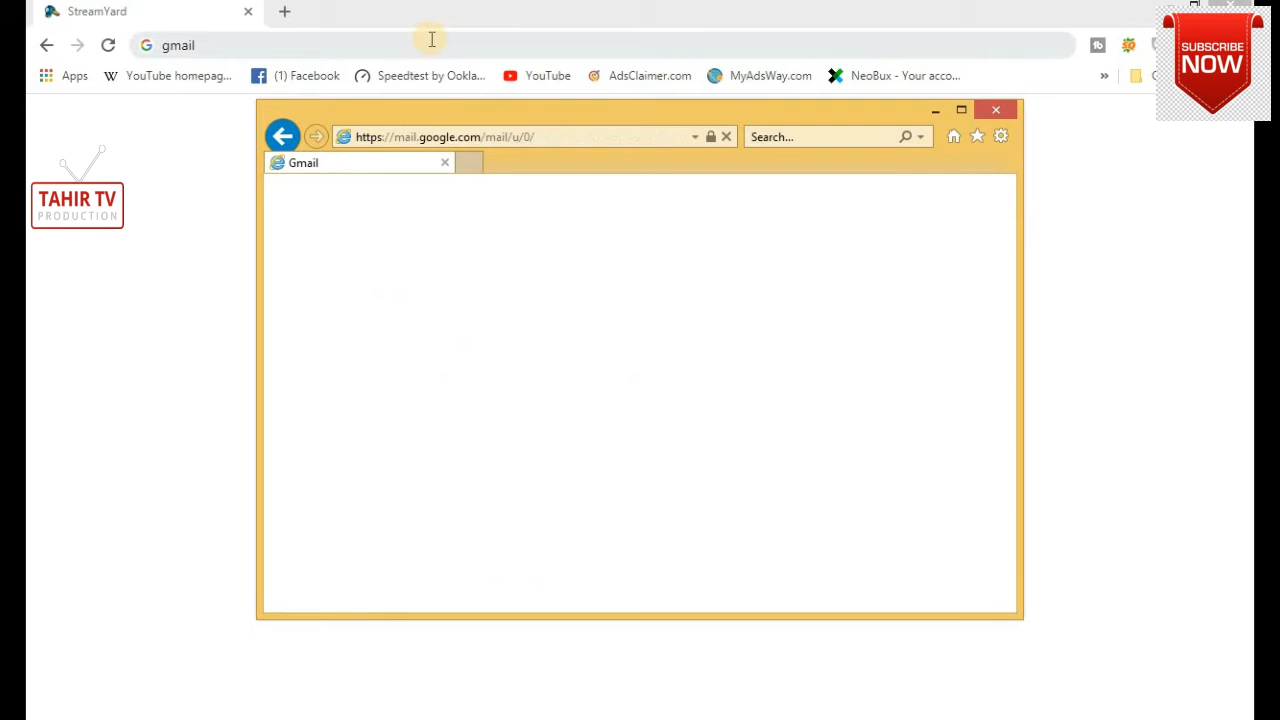 StreamYard
gmail
Apps
YouTube homepag...
(1) Facebook
Speedtest by Ookla...
YouTube
AdsClaimer.com
MyAdsWay.com
NeoBux - Your acco...
»
SUBSCRIBE
NOW
TAHIR TV
PRODUCTION
https://mail.google.com/mail/u/0/
Search...
Gmail